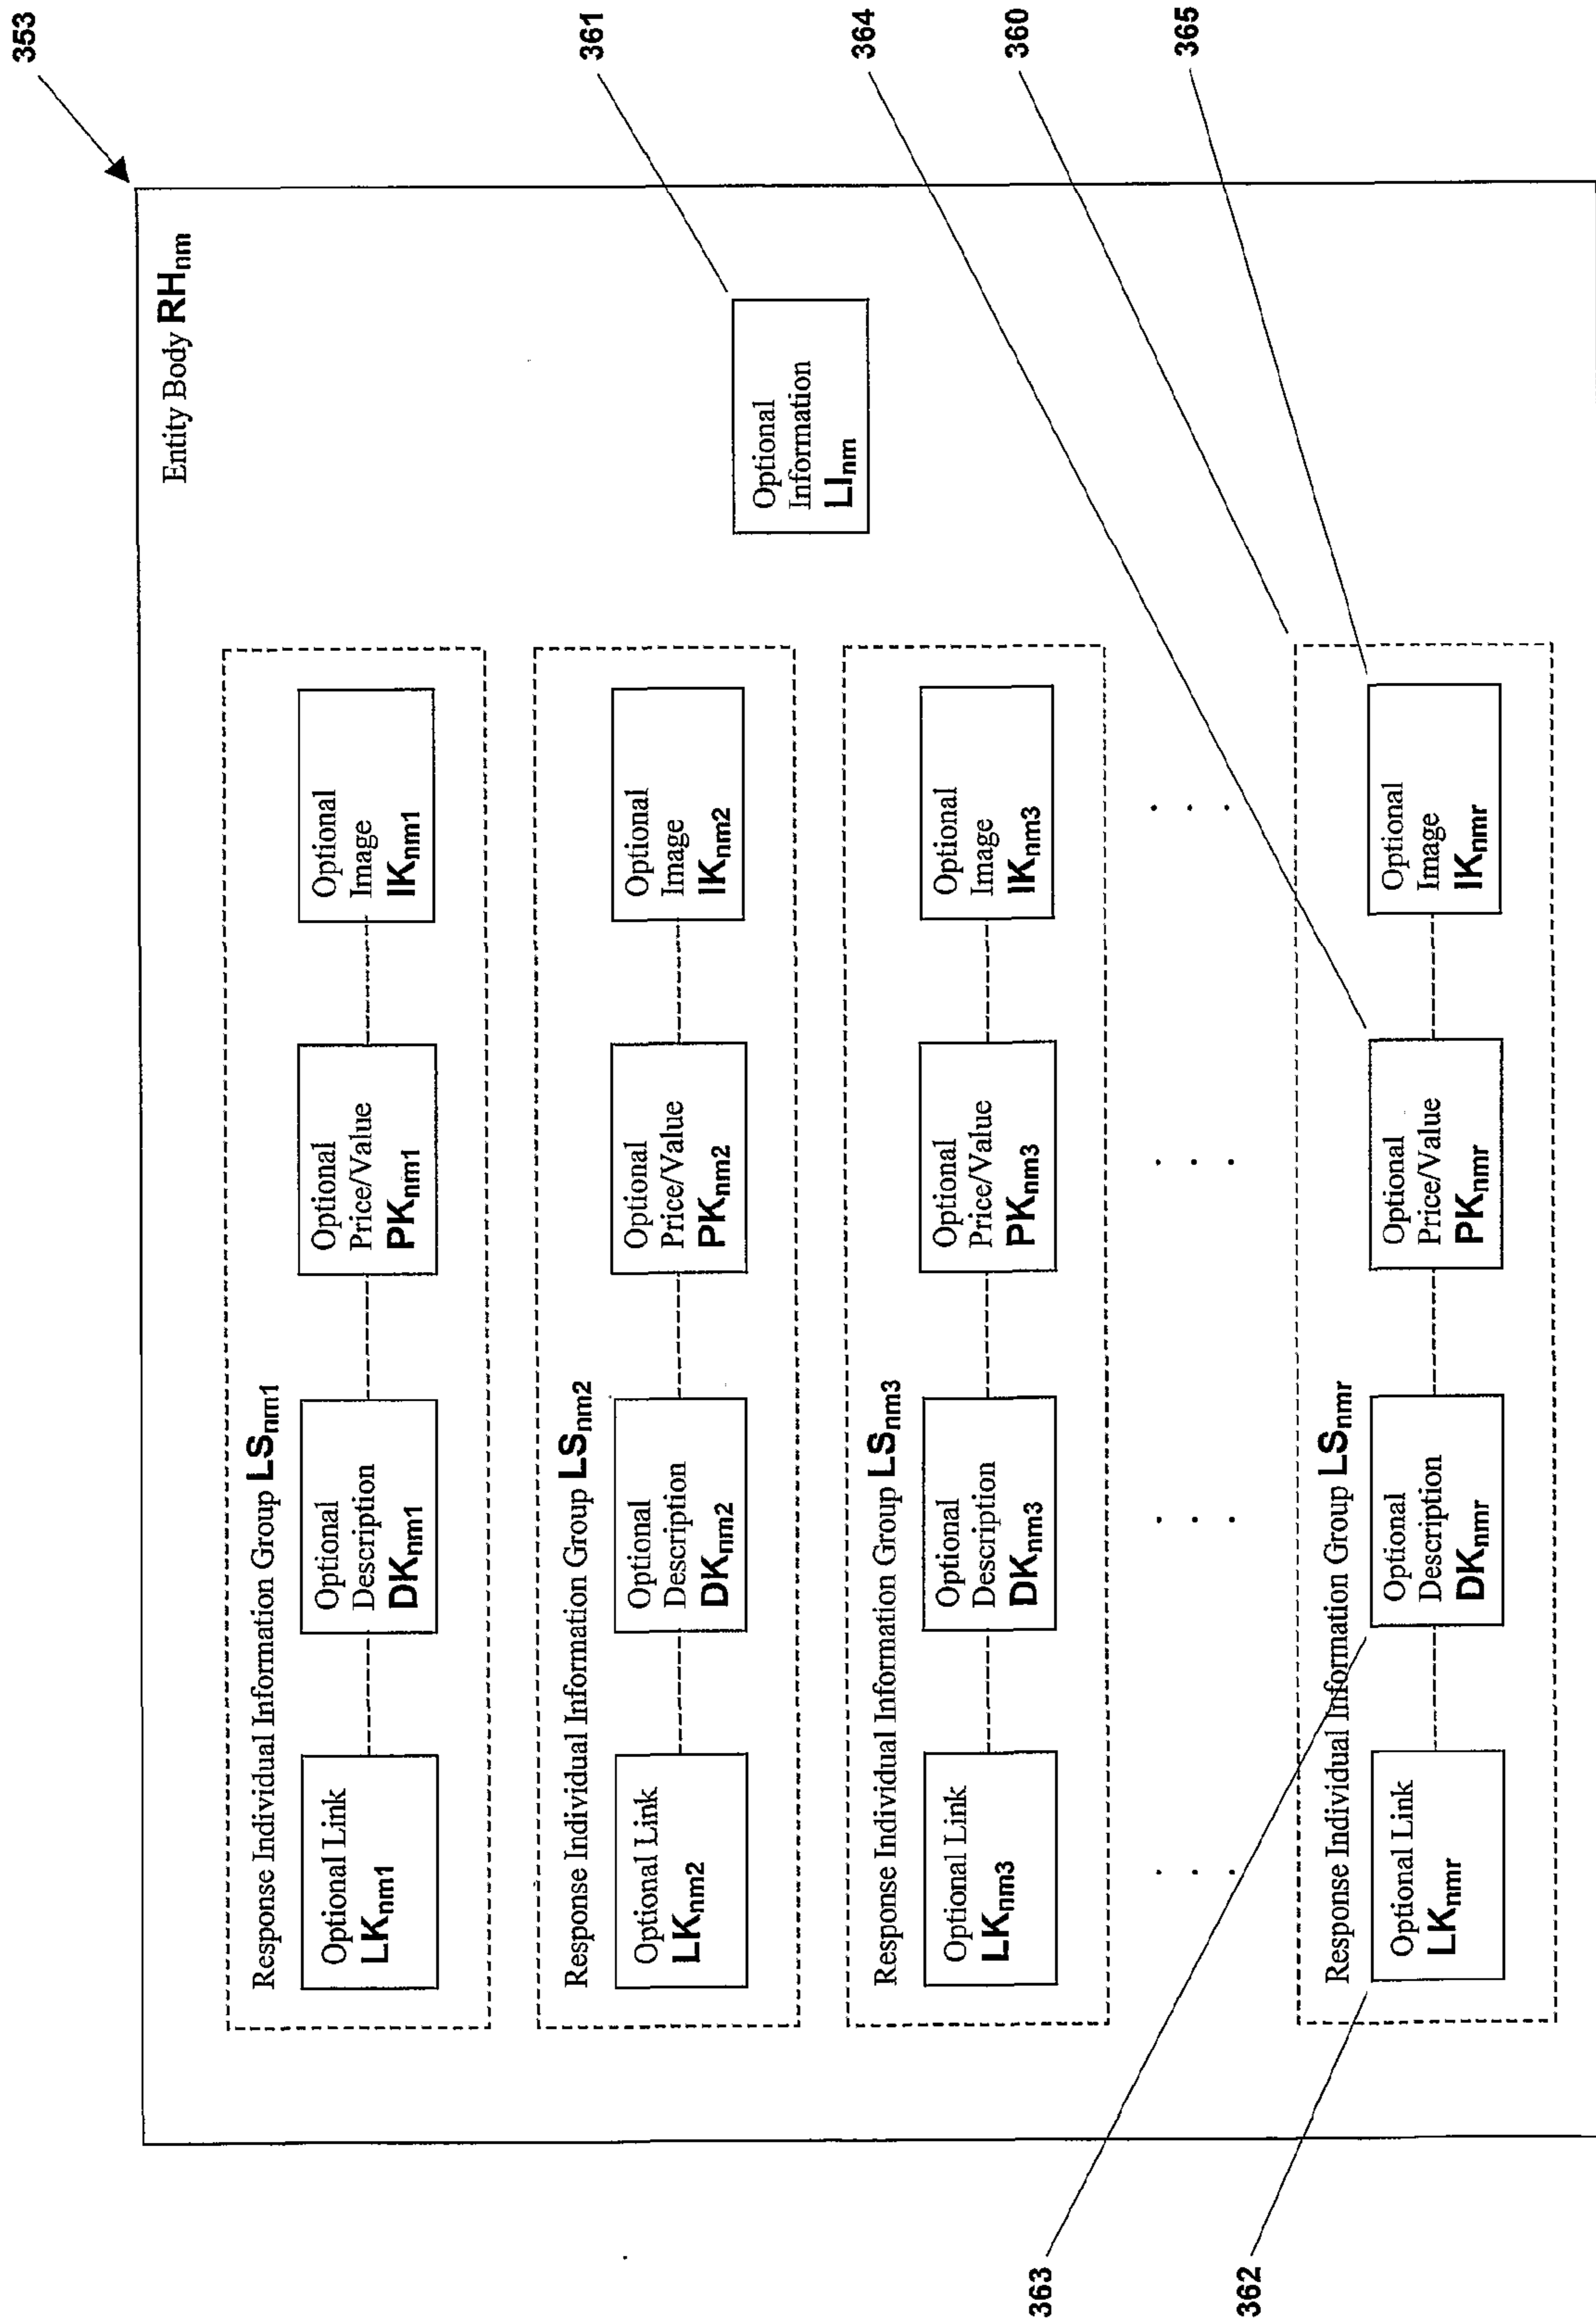 353
Entity Body RHnm
Response Individual Information Group LSnm1
Optional Link
LKnm1
Optional
Description
DKnm1
Optional
Price/Value
PKnm1
Optional
Image
IKnm1
Response Individual Information Group LSnm2
Optional Link
LKnm2
Optional
Description
DKnm2
Optional
Price/Value
PKnm2
Optional
Image
IKnm2
Optional
Information
LInm
361
Response Individual Information Group LSnm3
Optional Link
LKnm3
Optional
Description
DKnm3
Optional
Price/Value
PKnm3
Optional
Image
IKnm3
. . .
. . .
. . .
. . .
364
360
365
Response Individual Information Group LSnmr
Optional Link
LKnmr
Optional
Description
DKnmr
Optional
Price/Value
PKnmr
Optional
Image
IKnmr
363
362